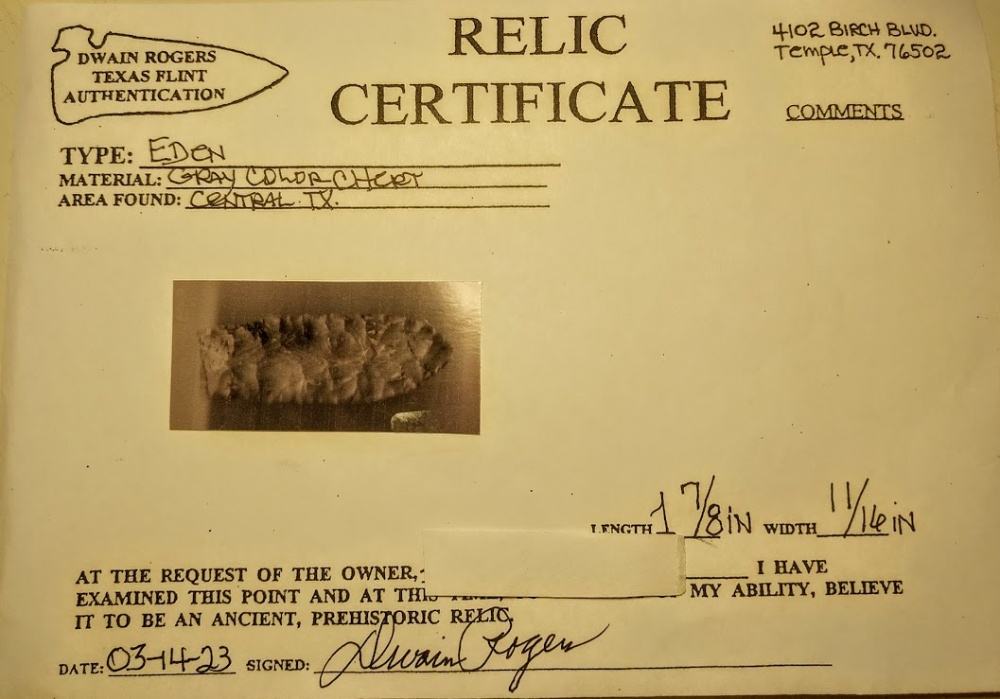 DWAIN ROGERS
TEXAS FLINT
AUTHENTICATION
RELIC
CERTIFICATE
4102 BIRCH BLVD.
Temple, TX. 76502
COMMENTS
TYPE: EDEN
MATERIAL: GRAY COLOR CHERT
AREA FOUND: CENTRAL TX.
LENGTH 1 7/8 IN WIDTH 11/16 IN
AT THE REQUEST OF THE OWNER, I HAVE
EXAMINED THIS POINT AND AT THIS MY ABILITY, BELIEVE
IT TO BE AN ANCIENT, PREHISTORIC RELIC.
DATE: 03-14-23 SIGNED: Dwain Rogers